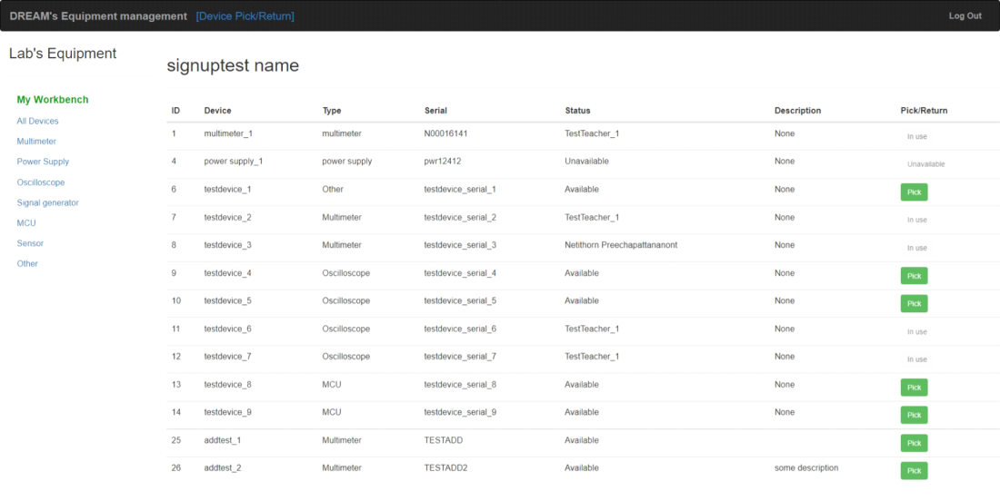 DREAM's Equipment management [Device Pick/Return] Log Out
Lab's Equipment
signuptest name
My Workbench
All Devices
Multimeter
Power Supply
Oscilloscope
Signal generator
MCU
Sensor
Other
ID Device Type Serial Status Description Pick/Return
1 multimeter_1 multimeter N00016141 TestTeacher_1 None In use
4 power supply_1 power supply pwr12412 Unavailable None Unavailable
6 testdevice_1 Other testdevice_serial_1 Available None Pick
7 testdevice_2 Multimeter testdevice_serial_2 TestTeacher_1 None In use
8 testdevice_3 Multimeter testdevice_serial_3 Netithorn Preechapattananont None In use
9 testdevice_4 Oscilloscope testdevice_serial_4 Available None Pick
10 testdevice_5 Oscilloscope testdevice_serial_5 Available None Pick
11 testdevice_6 Oscilloscope testdevice_serial_6 TestTeacher_1 None In use
12 testdevice_7 Oscilloscope testdevice_serial_7 TestTeacher_1 None In use
13 testdevice_8 MCU testdevice_serial_8 Available None Pick
14 testdevice_9 MCU testdevice_serial_9 Available None Pick
25 addtest_1 Multimeter TESTADD Available Pick
26 addtest_2 Multimeter TESTADD2 Available some description Pick